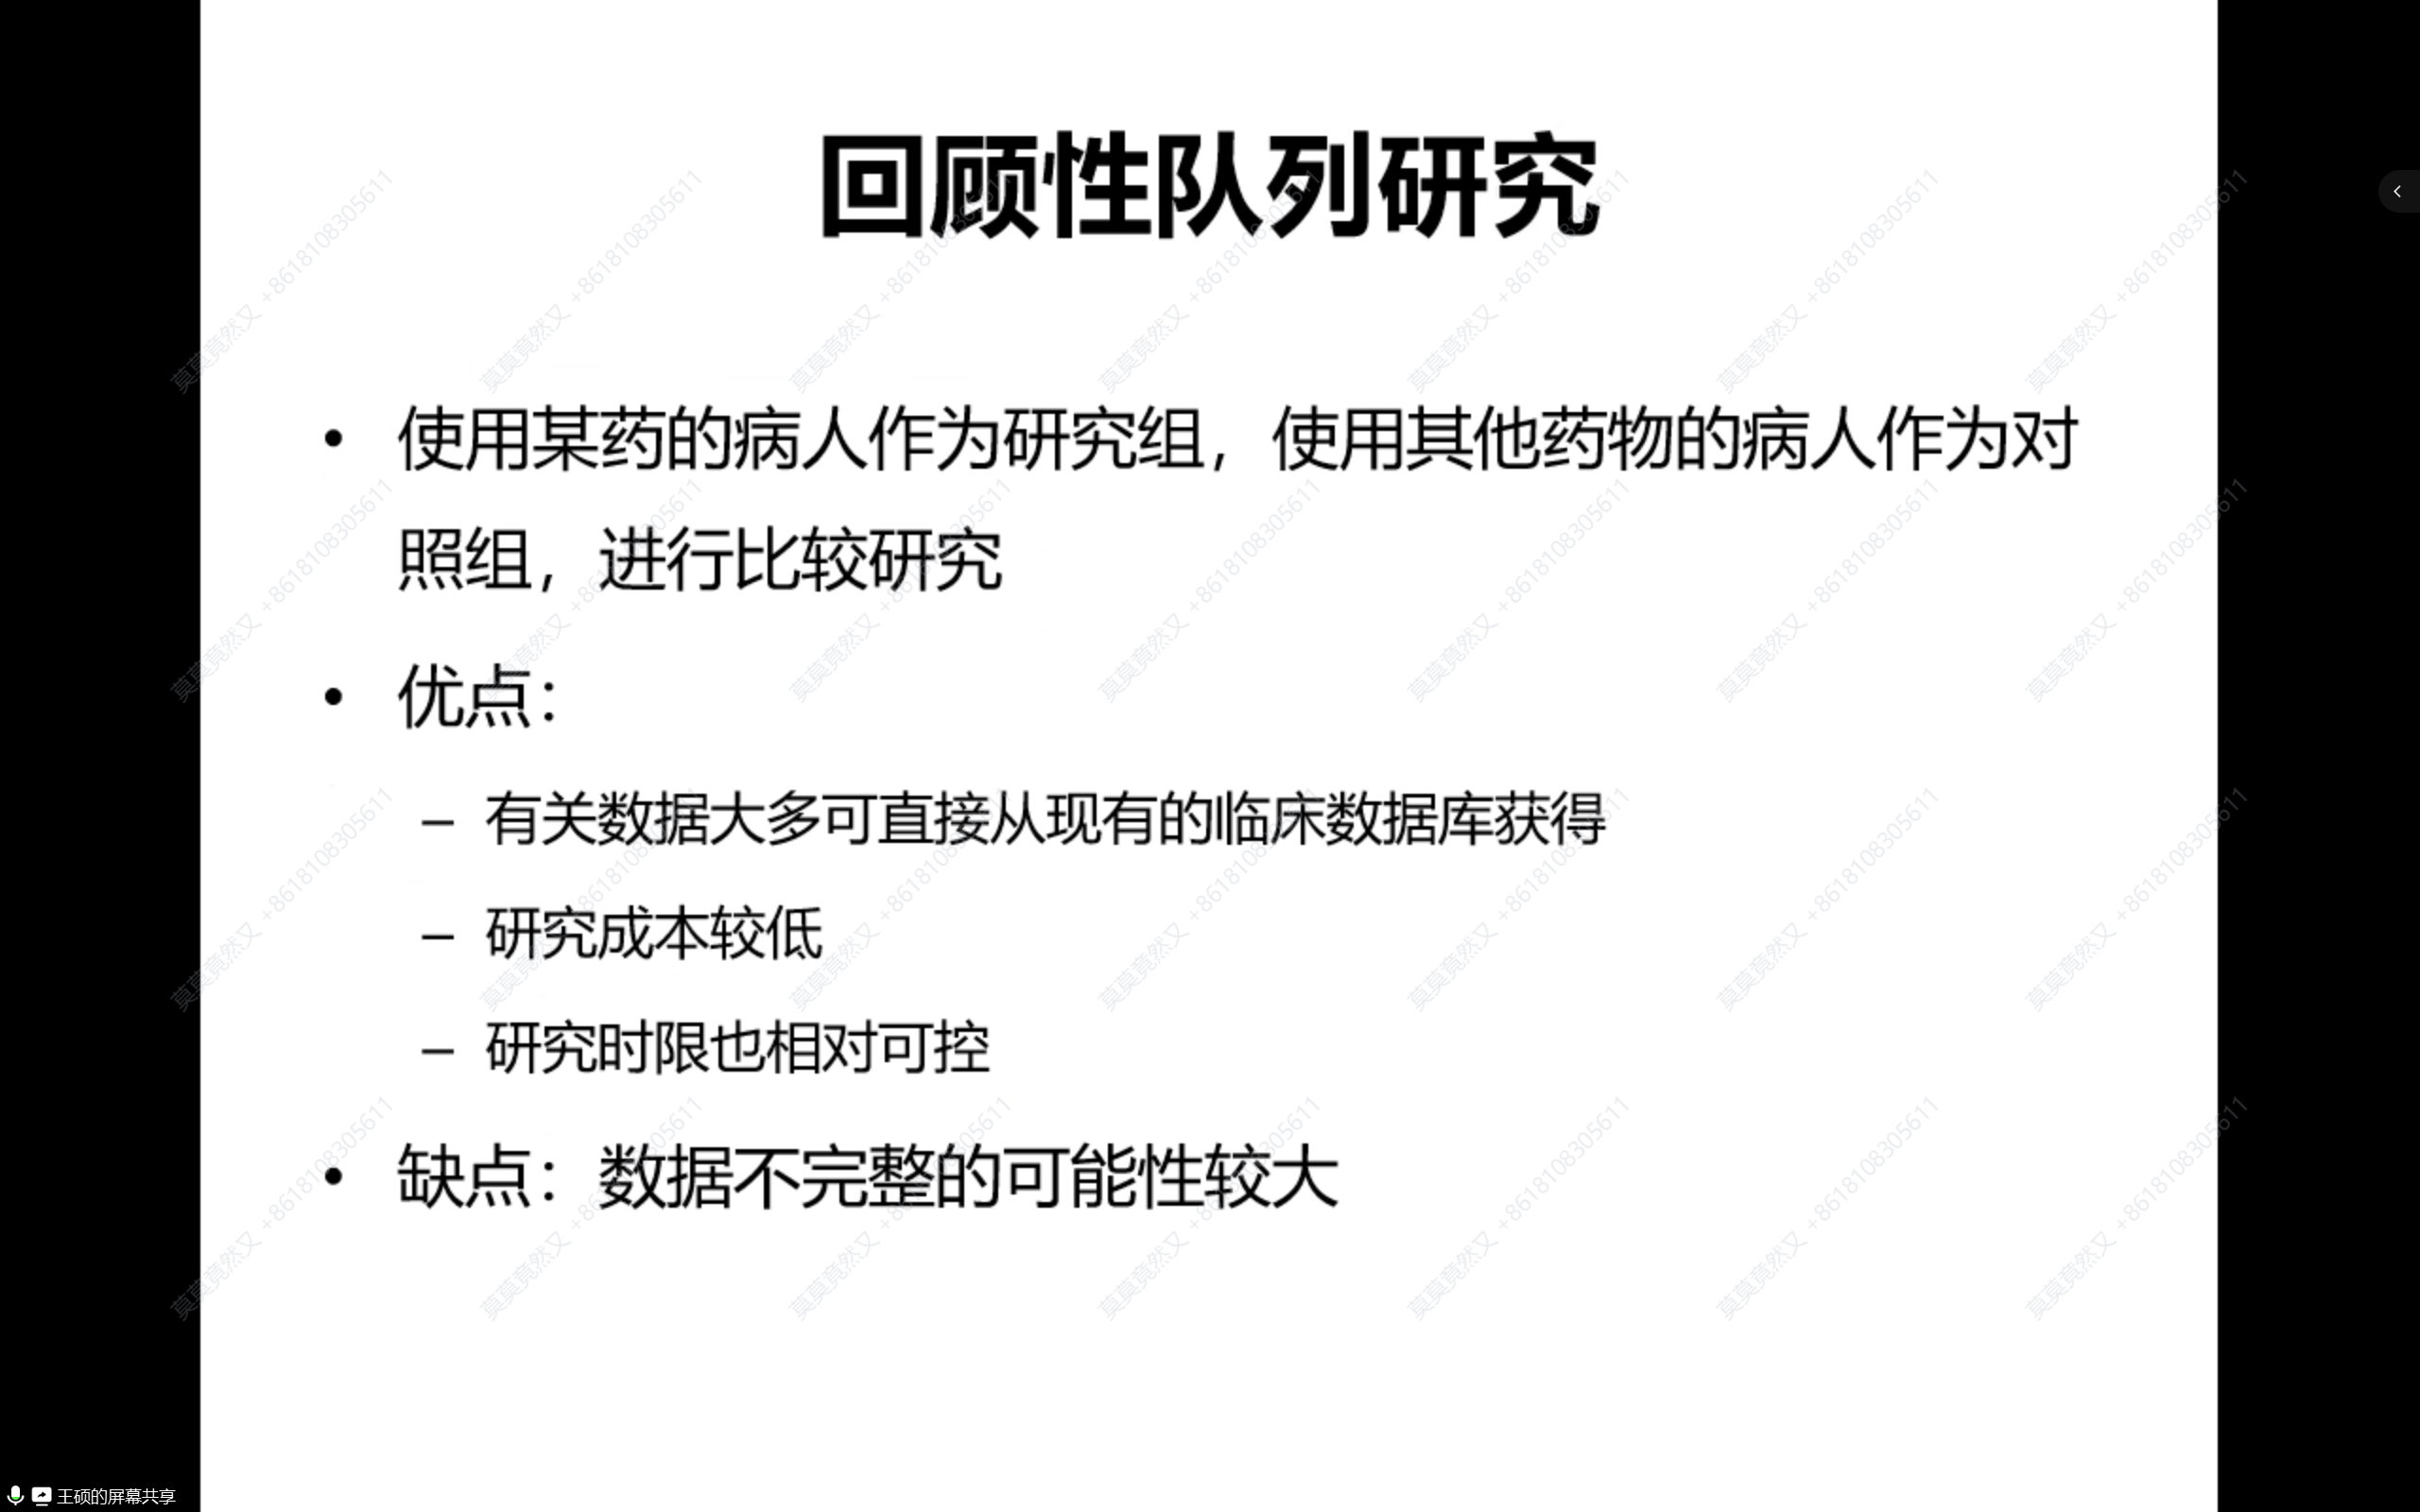 回顾性队列研究
• 使用某药的病人作为研究组，使用其他药物的病人作为对
照组，进行比较研究
• 优点：
– 有关数据大多可直接从现有的临床数据库获得
– 研究成本较低
– 研究时限也相对可控
• 缺点：数据不完整的可能性较大
王硕的屏幕共享
莫莫竟然又 +8618108305611